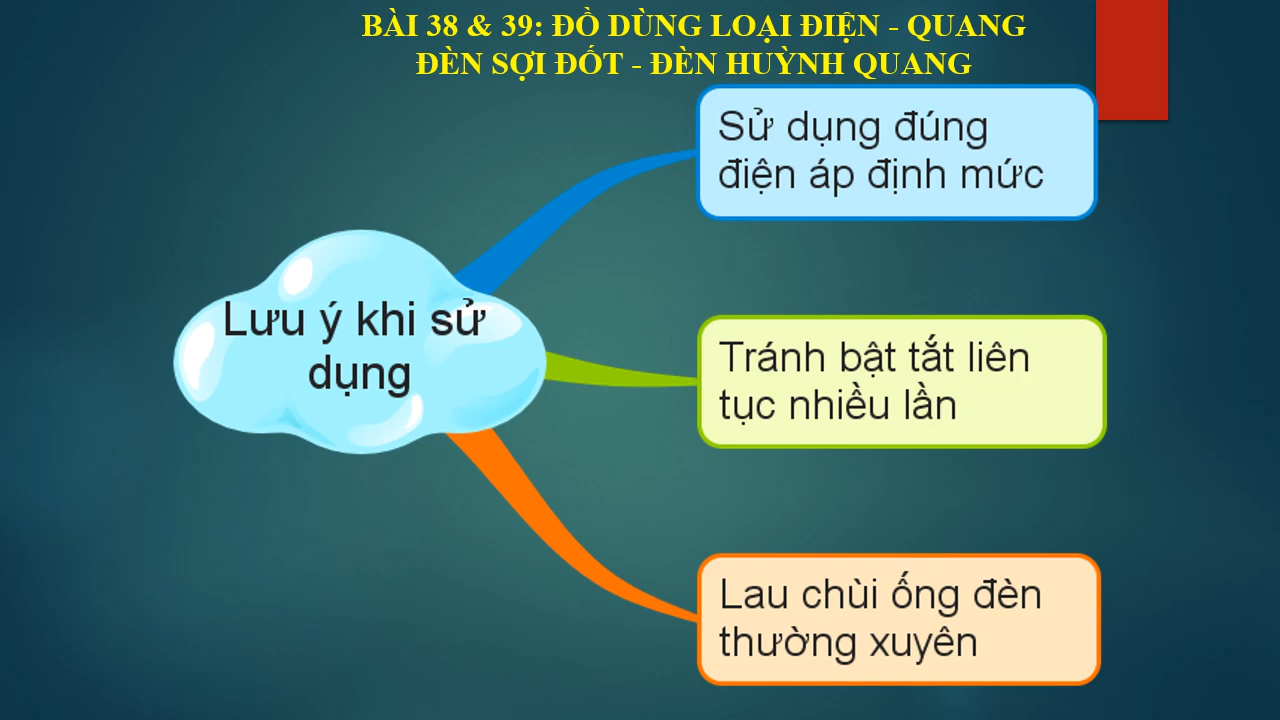 BÀI 38 & 39: ĐỒ DÙNG LOẠI ĐIỆN - QUANG
ĐÈN SỢI ĐỐT - ĐÈN HUỲNH QUANG
Sử dụng đúng
điện áp định mức
Lưu ý khi sử
dụng
Tránh bật tắt liên
tục nhiều lần
Lau chùi ống đèn
thường xuyên